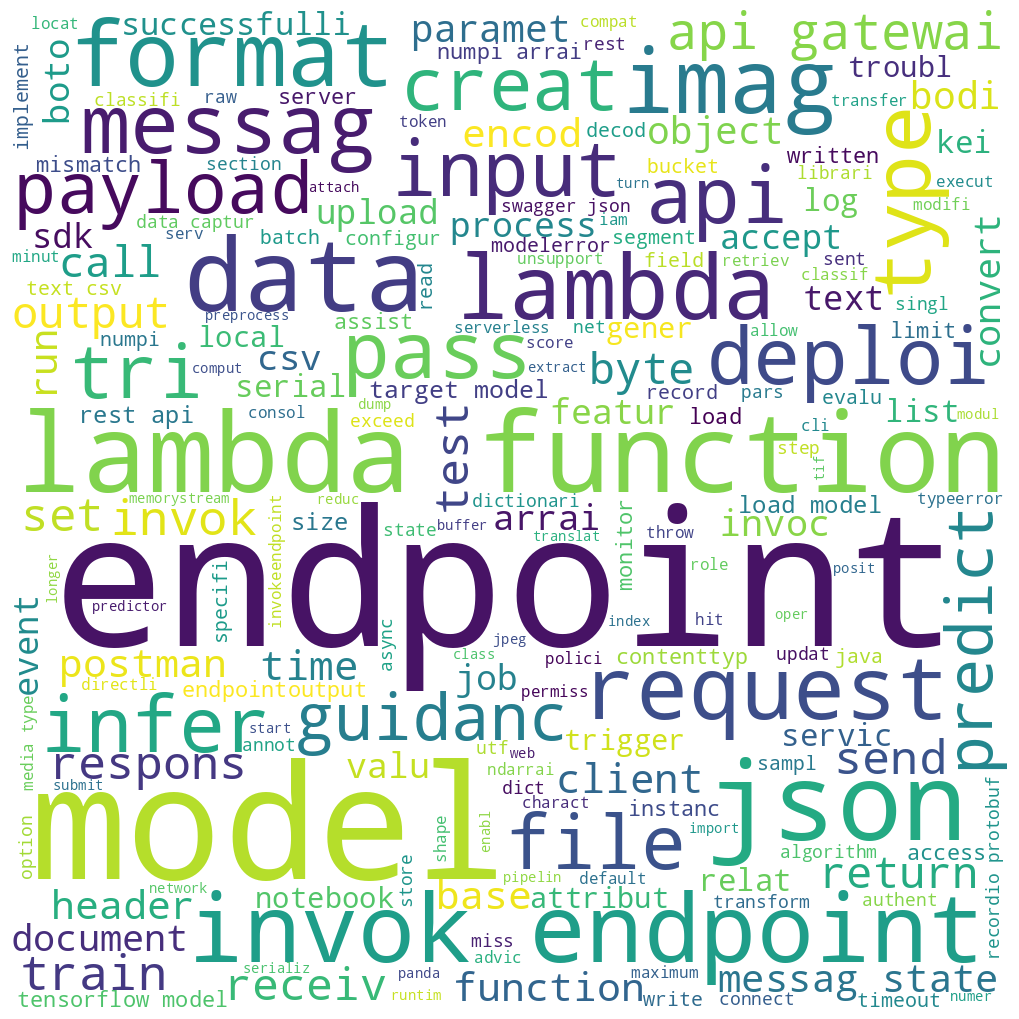 locat
successfulli
paramet
compat
api gatewai
format
boto
numpi arrai
rest
imag
troubl
implement
classifi
raw
server
creat
transfer
bodi
messag
token
encod
decod
object
type
kei
mismatch
section
input
bucket
written
librari
execut
payload
attach
turn
api
modifi
swagger json
data captur
upload
process
iam
log
convert
sdk
serv
batch
configur
modelerror
segment
accept
minut
call
data
read
lambda
unsupport
field
retriev
classif
sent
text csv
text
singl
output
preprocess
assist
serverless
net
gener
allow
limit
run
numpi
local
pass
score
deploi
tri
comput
csv
extract
byte
serial
target model
record
pars
evalu
rest api
consol
dump
exceed
test
featur
load
list
modul
cli
step
lambda function
tif
memorystream
reduc
dictionari
load model
typeerror
set
invok
invokeendpoint
size
state
buffer
arrai
translat
monitor
throw
invoc
predict
endpoint
longer
specifi
predictor
role
posit
event
async
index
hit
oper
jpeg
postman
time
class
polici
contenttyp
updat
java
directli
endpointoutput
job
permiss
request
media type
infer
start
guidanc
annot
utf
web
trigger
servic
respons
submit
valu
ndarrai
client
sampl
send
model
dict
charact
instanc
json
option
shape
enabl
file
import
algorithm
access
recordio protobuf
network
pipelin
default
relat
return
header
notebook
store
base
attribut
transform
authent
invok endpoint
document
miss
advic
train
serializ
receiv
panda
function
maximum
messag state
tensorflow model
runtim
write
connect
timeout
numer